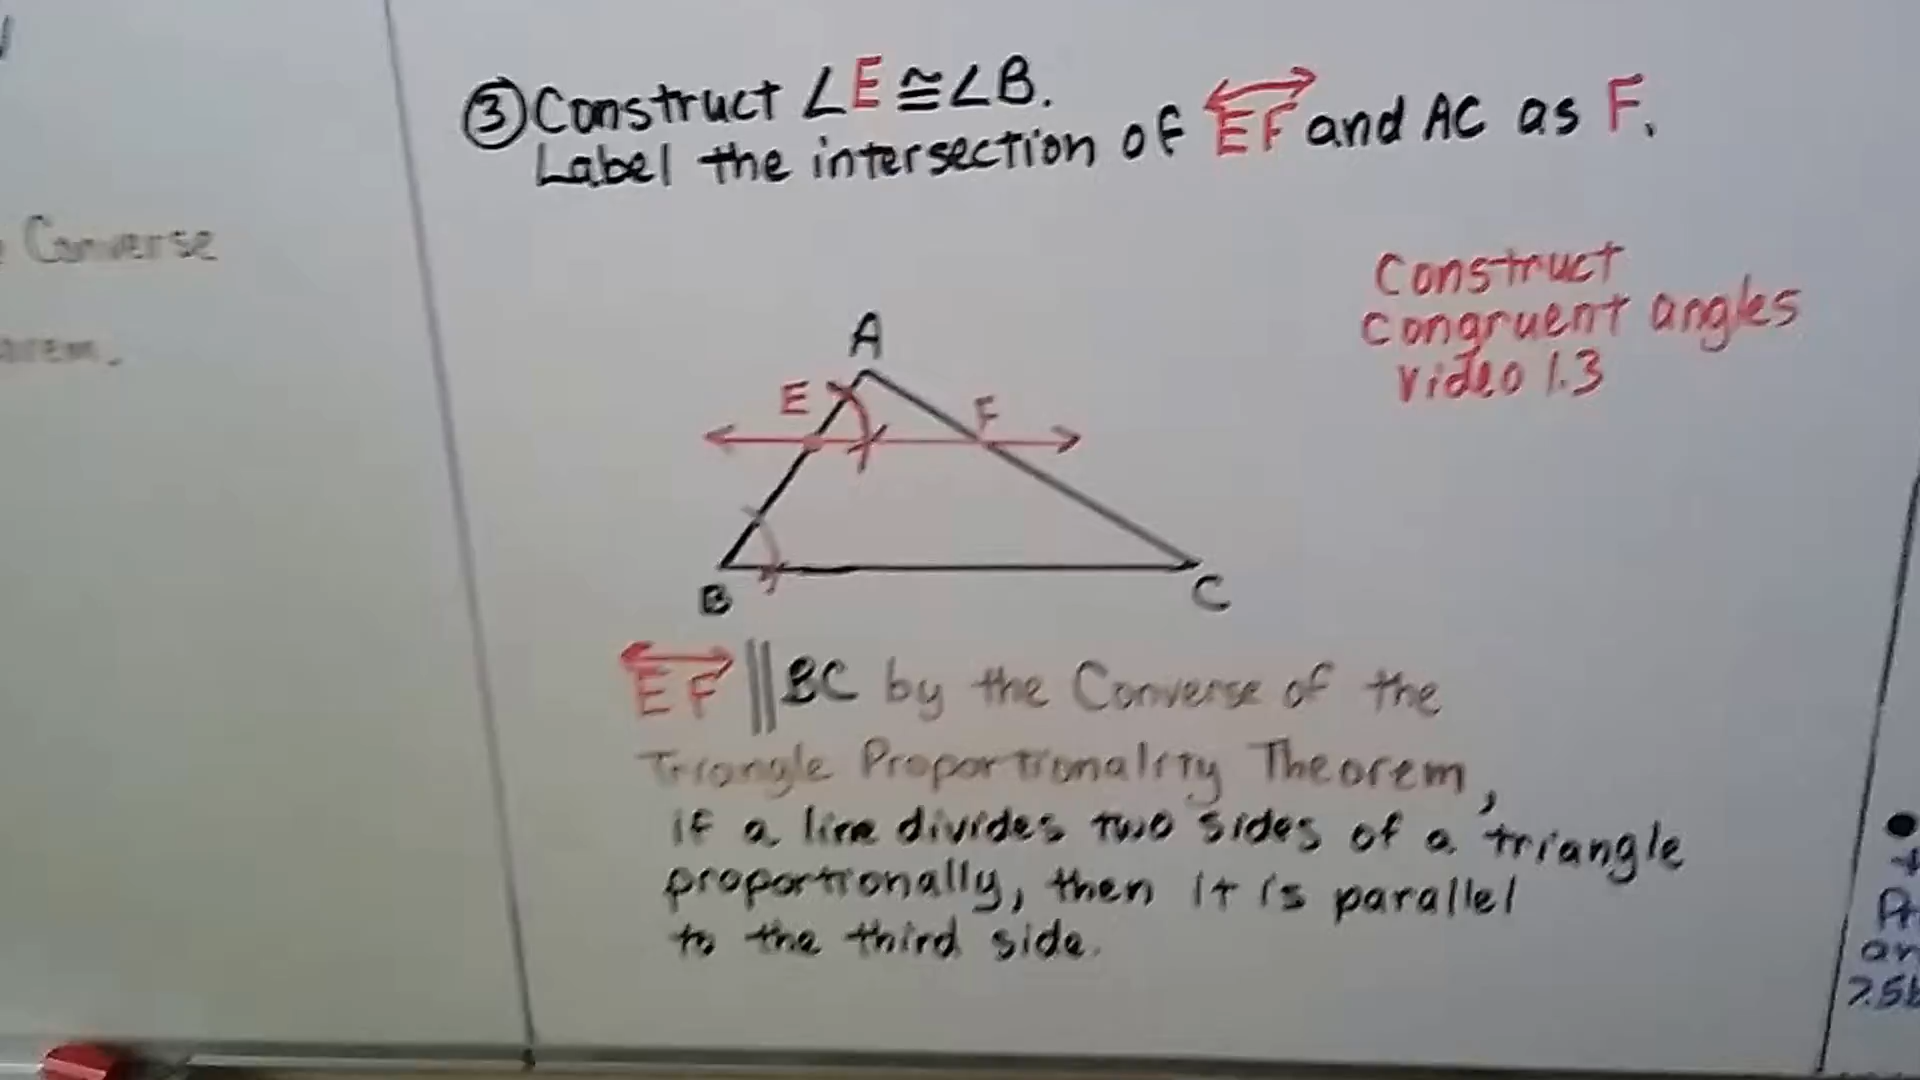 ③ Construct ∠E≅∠B.
Label the intersection of EF and AC as F.
Converse
Construct
congruent angles
video 1.3
A
E
F
B
C
EF ∥ BC by the Converse of the
Triangle Proportionality Theorem,
if a line divides two sides of a triangle
proportionally, then it is parallel
to the third side.